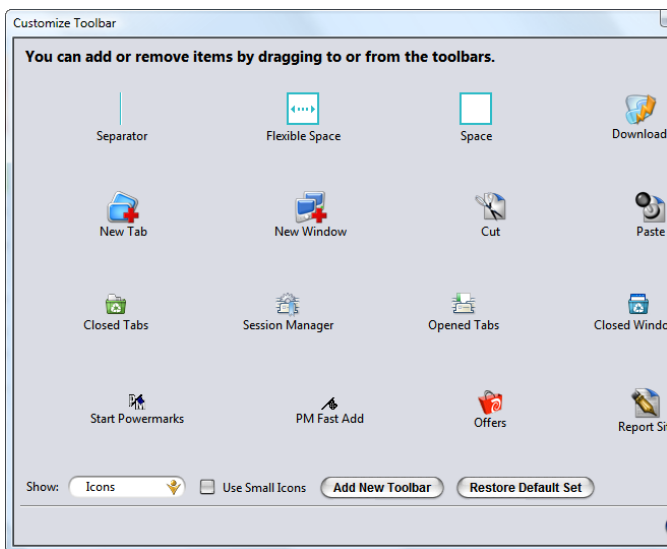 Customize Toolbar
You can add or remove items by dragging to or from the toolbars.
Separator Flexible Space Space Download
New Tab New Window Cut Paste
Closed Tabs Session Manager Opened Tabs Closed Windo
Start Powermarks PM Fast Add Offers Report Si
Show: Icons Use Small Icons Add New Toolbar Restore Default Set